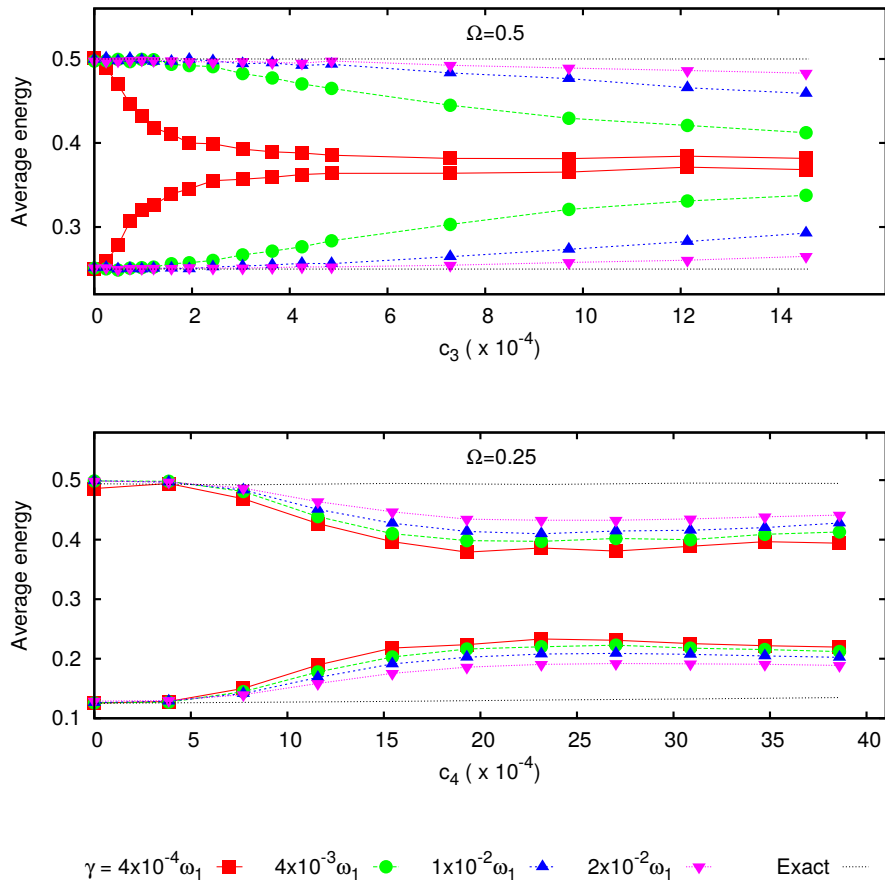 Ω=0.5
Average energy
0.5
0.4
0.3
0 2 4 6 8 10 12 14
c3 ( x 10-4)
Ω=0.25
Average energy
0.5
0.4
0.3
0.2
0.1
0 5 10 15 20 25 30 35 40
c4 ( x 10-4)
γ = 4x10-4ω1 4x10-3ω1 1x10-2ω1 2x10-2ω1 Exact